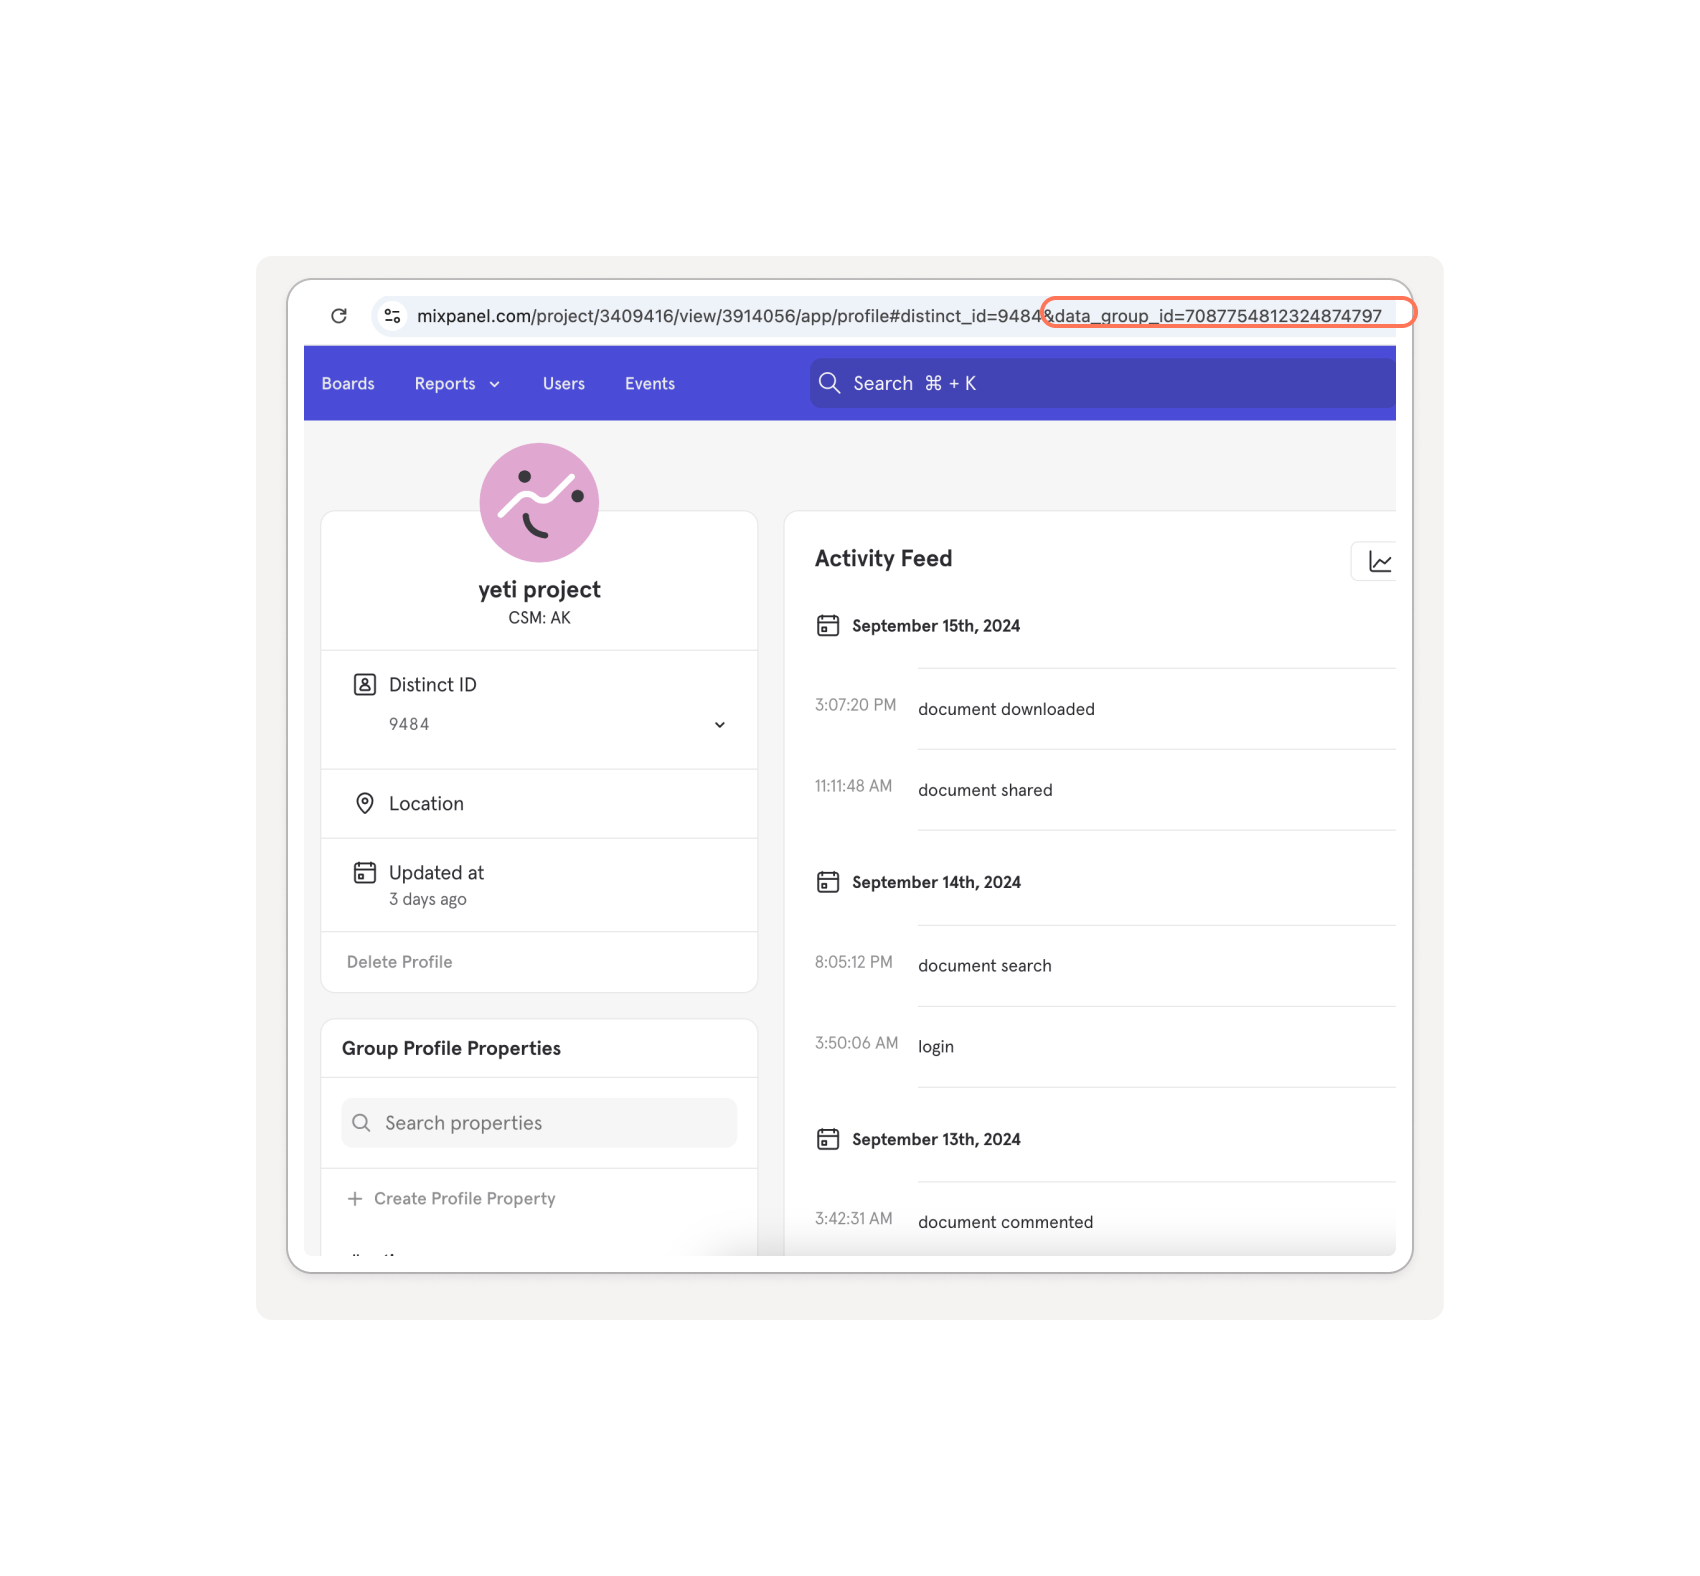 mixpanel.com/project/3409416/view/3914056/app/profile#distinct_id=9484&data_group_id=7087754812324874797
Boards Reports Users Events Search ⌘ + K
yeti project
CSM: AK
Distinct ID
9484
Location
Updated at
3 days ago
Delete Profile
Group Profile Properties
Search properties
+ Create Profile Property
Activity Feed
September 15th, 2024
3:07:20 PM document downloaded
11:11:48 AM document shared
September 14th, 2024
8:05:12 PM document search
3:50:06 AM login
September 13th, 2024
3:42:31 AM document commented